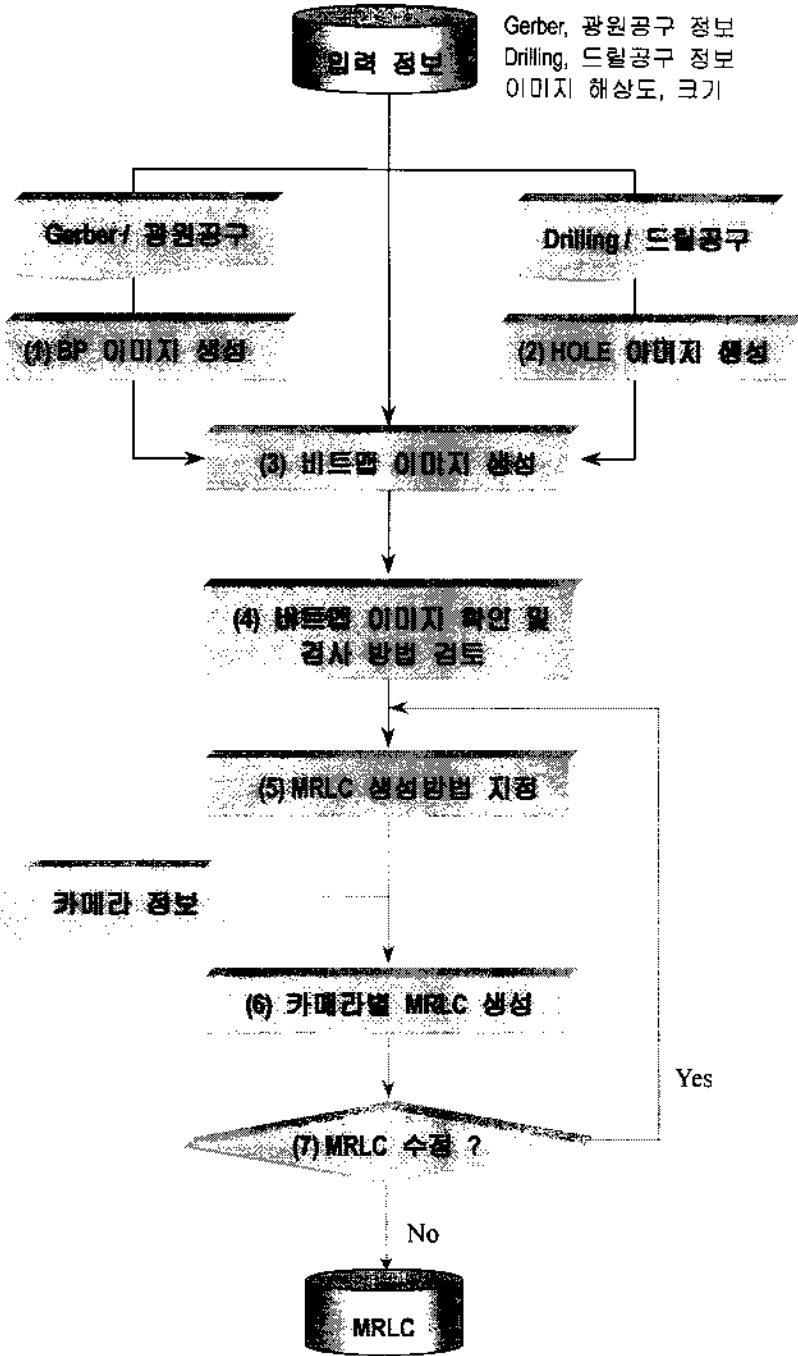 입력 정보
Gerber, 광원공구 정보
Drilling, 드릴공구 정보
이미지 해상도, 크기
Gerber / 광원공구
Drilling / 드릴공구
(1) BP 이미지 생성
(2) HOLE 이미지 생성
(3) 비트맵 이미지 생성
(4) 비트맵 이미지 확인 및
검사 방법 검토
(5) MRLC 생성방법 지정
카메라 정보
(6) 카메라별 MRLC 생성
Yes
(7) MRLC 수정 ?
No
MRLC